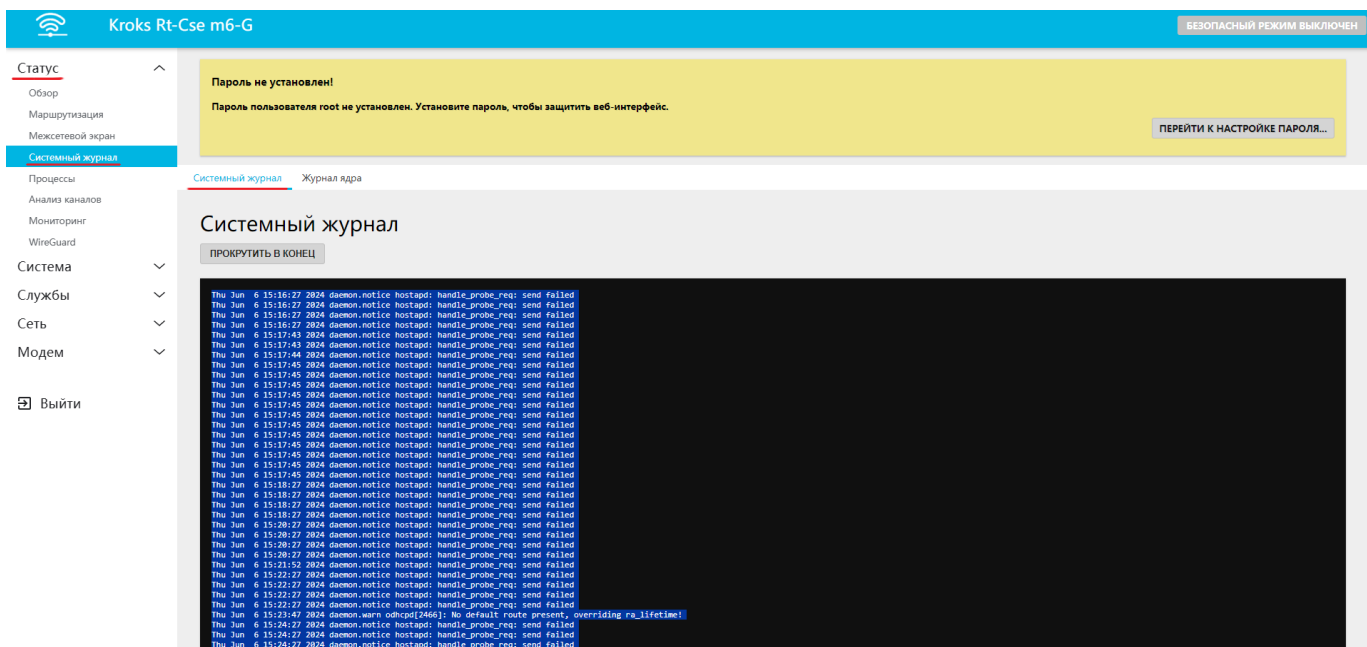 Kroks Rt-Cse m6-G
БЕЗОПАСНЫЙ РЕЖИМ ВЫКЛЮЧЕН
Статус
Обзор
Маршрутизация
Межсетевой экран
Системный журнал
Процессы
Анализ каналов
Мониторинг
WireGuard
Система
Службы
Сеть
Модем
Выйти
Пароль не установлен!
Пароль пользователя root не установлен. Установите пароль, чтобы защитить веб-интерфейс.
ПЕРЕЙТИ К НАСТРОЙКЕ ПАРОЛЯ...
Системный журнал Журнал ядра
Системный журнал
ПРОКРУТИТЬ В КОНЕЦ
Thu Jun  6 15:16:27 2024 daemon.notice hostapd: handle_probe_req: send failed
Thu Jun  6 15:16:27 2024 daemon.notice hostapd: handle_probe_req: send failed
Thu Jun  6 15:16:27 2024 daemon.notice hostapd: handle_probe_req: send failed
Thu Jun  6 15:16:27 2024 daemon.notice hostapd: handle_probe_req: send failed
Thu Jun  6 15:17:43 2024 daemon.notice hostapd: handle_probe_req: send failed
Thu Jun  6 15:17:43 2024 daemon.notice hostapd: handle_probe_req: send failed
Thu Jun  6 15:17:44 2024 daemon.notice hostapd: handle_probe_req: send failed
Thu Jun  6 15:17:45 2024 daemon.notice hostapd: handle_probe_req: send failed
Thu Jun  6 15:17:45 2024 daemon.notice hostapd: handle_probe_req: send failed
Thu Jun  6 15:17:45 2024 daemon.notice hostapd: handle_probe_req: send failed
Thu Jun  6 15:17:45 2024 daemon.notice hostapd: handle_probe_req: send failed
Thu Jun  6 15:17:45 2024 daemon.notice hostapd: handle_probe_req: send failed
Thu Jun  6 15:17:45 2024 daemon.notice hostapd: handle_probe_req: send failed
Thu Jun  6 15:17:45 2024 daemon.notice hostapd: handle_probe_req: send failed
Thu Jun  6 15:17:45 2024 daemon.notice hostapd: handle_probe_req: send failed
Thu Jun  6 15:17:45 2024 daemon.notice hostapd: handle_probe_req: send failed
Thu Jun  6 15:17:45 2024 daemon.notice hostapd: handle_probe_req: send failed
Thu Jun  6 15:17:45 2024 daemon.notice hostapd: handle_probe_req: send failed
Thu Jun  6 15:17:45 2024 daemon.notice hostapd: handle_probe_req: send failed
Thu Jun  6 15:18:27 2024 daemon.notice hostapd: handle_probe_req: send failed
Thu Jun  6 15:18:27 2024 daemon.notice hostapd: handle_probe_req: send failed
Thu Jun  6 15:18:27 2024 daemon.notice hostapd: handle_probe_req: send failed
Thu Jun  6 15:18:27 2024 daemon.notice hostapd: handle_probe_req: send failed
Thu Jun  6 15:20:27 2024 daemon.notice hostapd: handle_probe_req: send failed
Thu Jun  6 15:20:27 2024 daemon.notice hostapd: handle_probe_req: send failed
Thu Jun  6 15:20:27 2024 daemon.notice hostapd: handle_probe_req: send failed
Thu Jun  6 15:20:27 2024 daemon.notice hostapd: handle_probe_req: send failed
Thu Jun  6 15:21:52 2024 daemon.notice hostapd: handle_probe_req: send failed
Thu Jun  6 15:22:27 2024 daemon.notice hostapd: handle_probe_req: send failed
Thu Jun  6 15:22:27 2024 daemon.notice hostapd: handle_probe_req: send failed
Thu Jun  6 15:22:27 2024 daemon.notice hostapd: handle_probe_req: send failed
Thu Jun  6 15:22:27 2024 daemon.notice hostapd: handle_probe_req: send failed
Thu Jun  6 15:23:47 2024 daemon.warn odhcpd[2466]: No default route present, overriding ra_lifetime!
Thu Jun  6 15:24:27 2024 daemon.notice hostapd: handle_probe_req: send failed
Thu Jun  6 15:24:27 2024 daemon.notice hostapd: handle_probe_req: send failed
Thu Jun  6 15:24:27 2024 daemon.notice hostapd: handle probe req: send failed